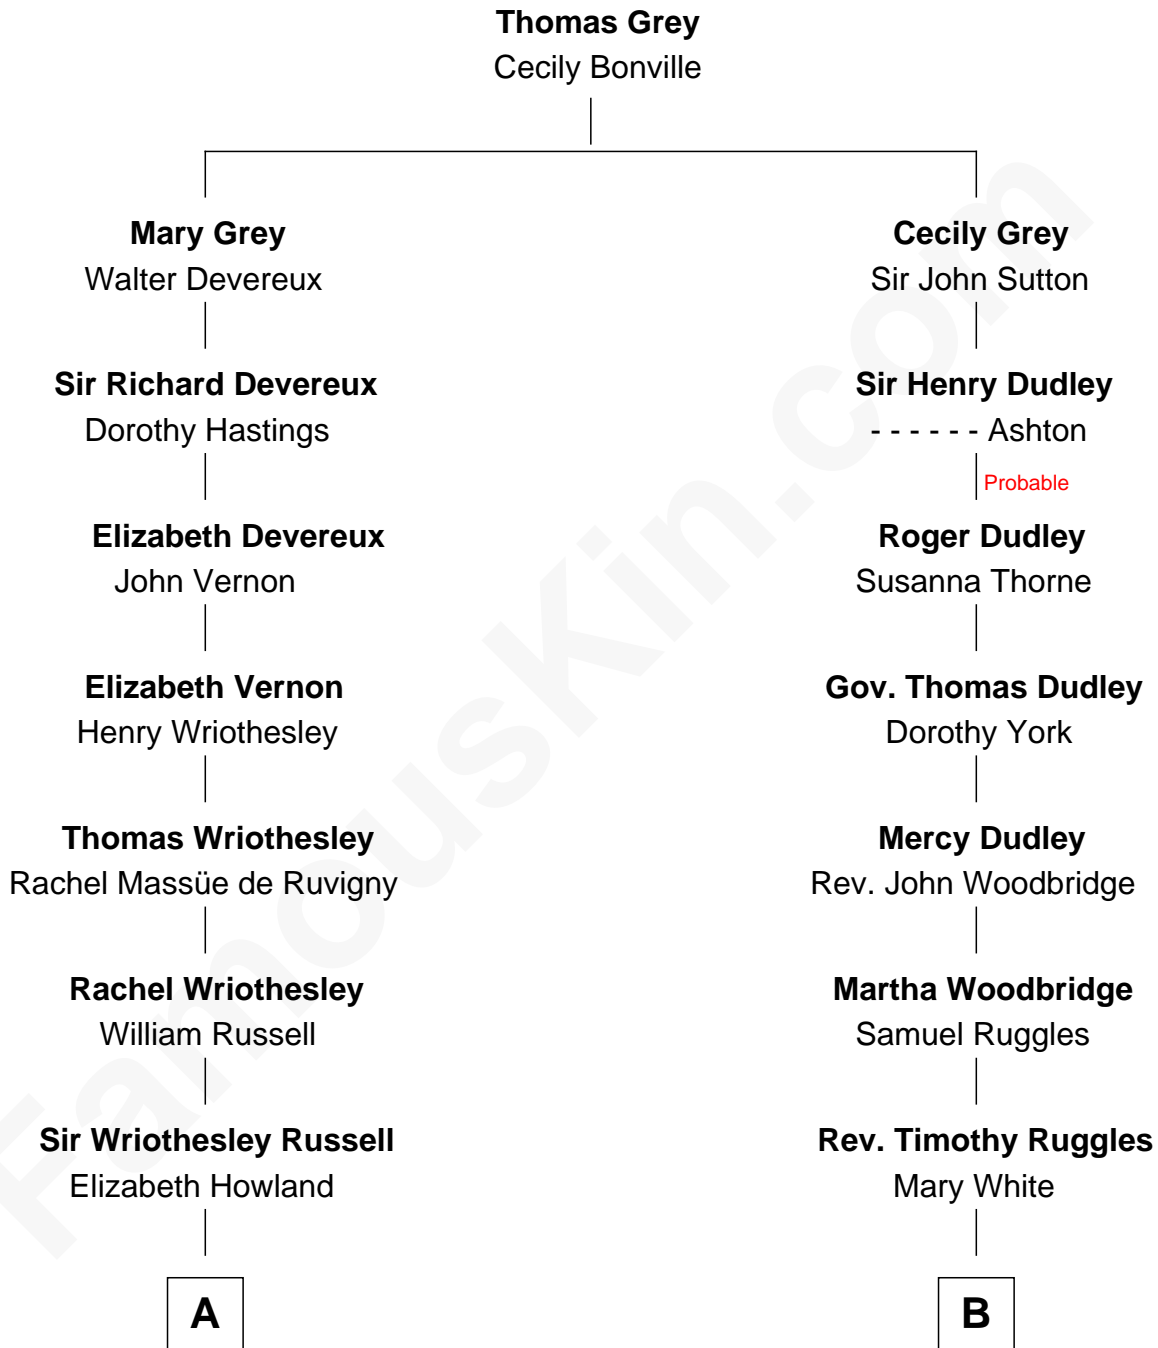 Thomas Grey
Cecily Bonville
Mary Grey
Walter Devereux
Cecily Grey
Sir John Sutton
Sir Richard Devereux
Dorothy Hastings
Sir Henry Dudley
- - - - - - Ashton
Probable
Elizabeth Devereux
John Vernon
Roger Dudley
Susanna Thorne
Elizabeth Vernon
Henry Wriothesley
Gov. Thomas Dudley
Dorothy York
Thomas Wriothesley
Rachel Massüe de Ruvigny
Mercy Dudley
Rev. John Woodbridge
Rachel Wriothesley
William Russell
Martha Woodbridge
Samuel Ruggles
Sir Wriothesley Russell
Elizabeth Howland
Rev. Timothy Ruggles
Mary White
A
B
FamousKin.com